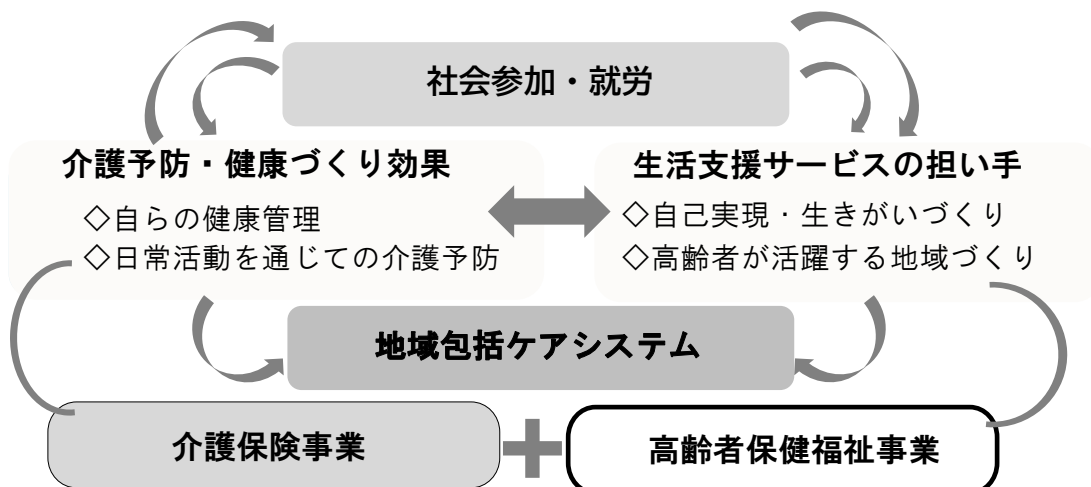 社会参加・就労
介護予防・健康づくり効果
◇自らの健康管理
◇日常活動を通じての介護予防
生活支援サービスの担い手
◇自己実現・生きがいづくり
◇高齢者が活躍する地域づくり
地域包括ケアシステム
介護保険事業
高齢者保健福祉事業